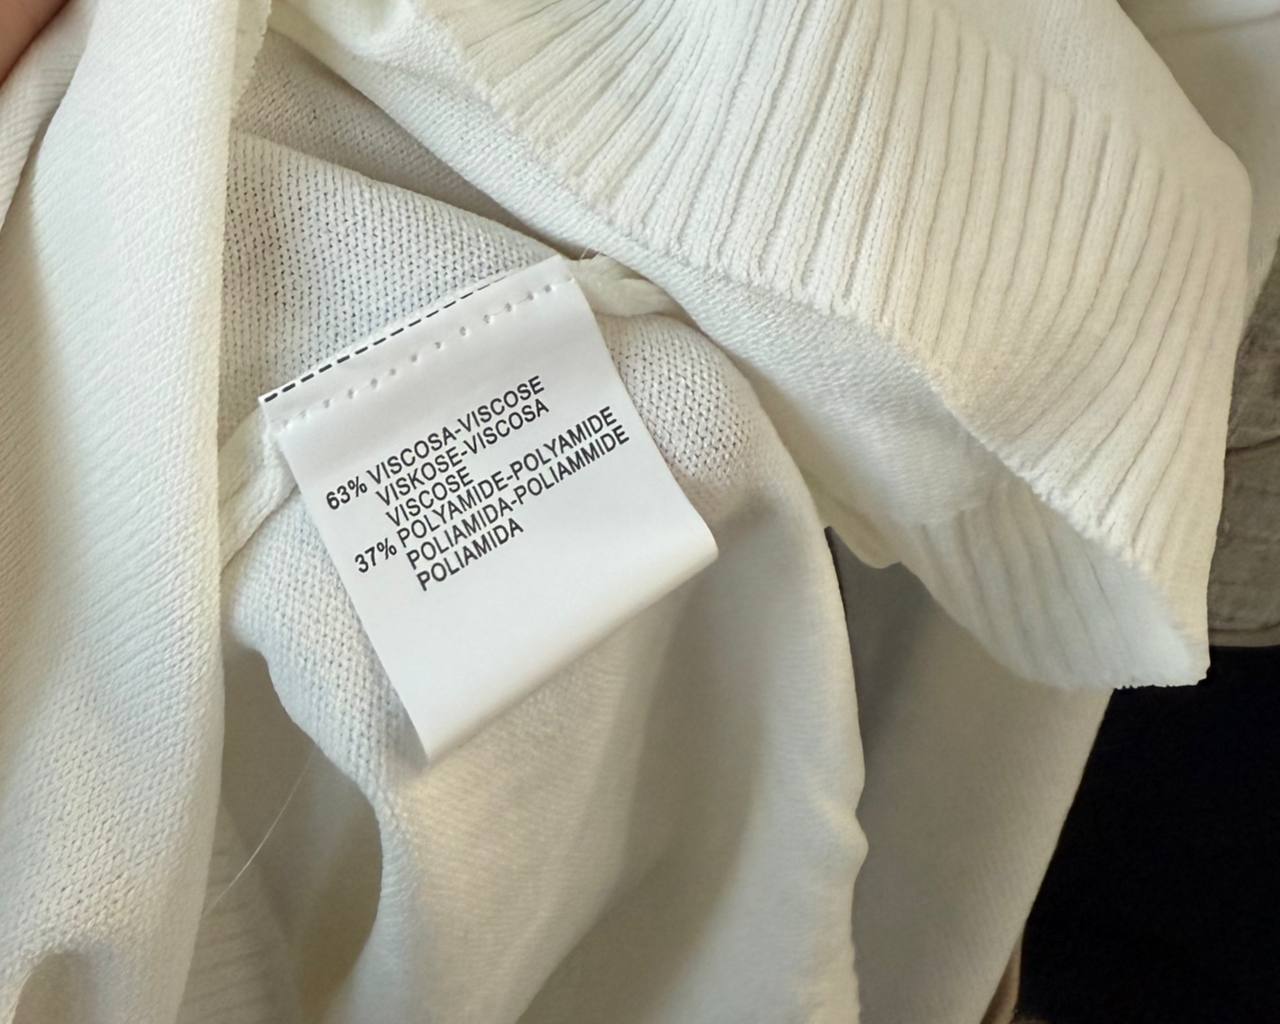 63% VISCOSA-VISCOSE
VISKOSE-VISCOSA
VISCOSE
37% POLYAMIDE-POLYAMIDE
POLIAMIDA-POLIAMMIDE
POLIAMIDA